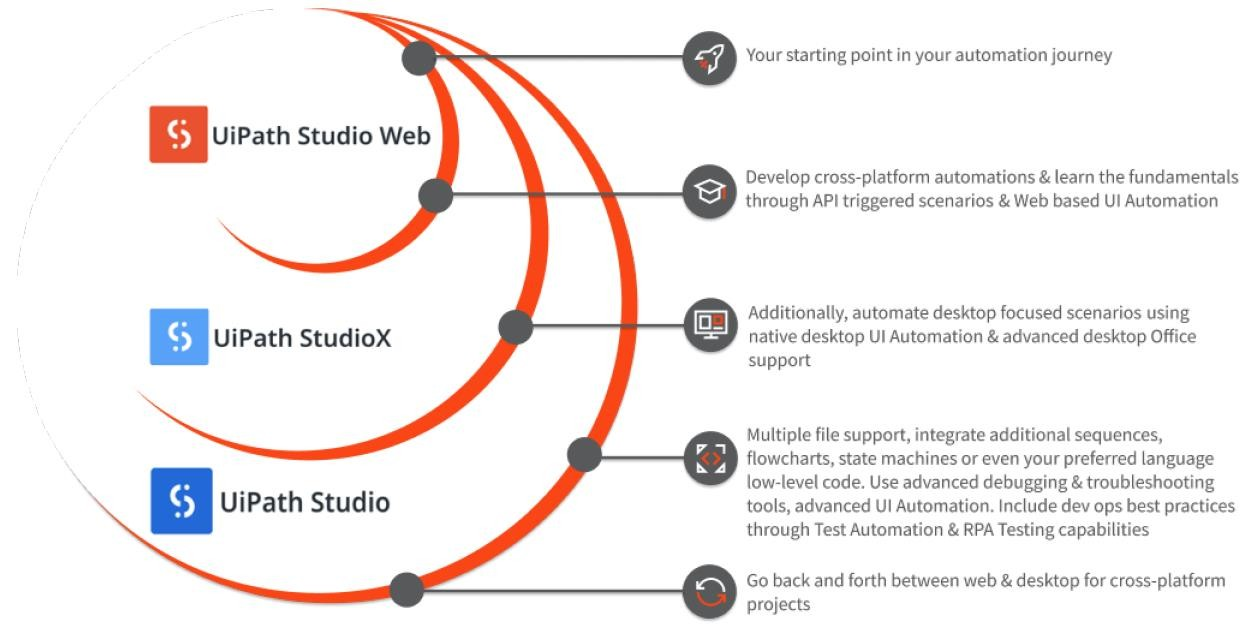 Your starting point in your automation journey
UiPath Studio Web
Develop cross-platform automations & learn the fundamentals
through API triggered scenarios & Web based UI Automation
UiPath StudioX
Additionally, automate desktop focused scenarios using
native desktop UI Automation & advanced desktop Office
support
UiPath Studio
Multiple file support, integrate additional sequences,
flowcharts, state machines or even your preferred language
low-level code. Use advanced debugging & troubleshooting
tools, advanced UI Automation. Include dev ops best practices
through Test Automation & RPA Testing capabilities
Go back and forth between web & desktop for cross-platform
projects